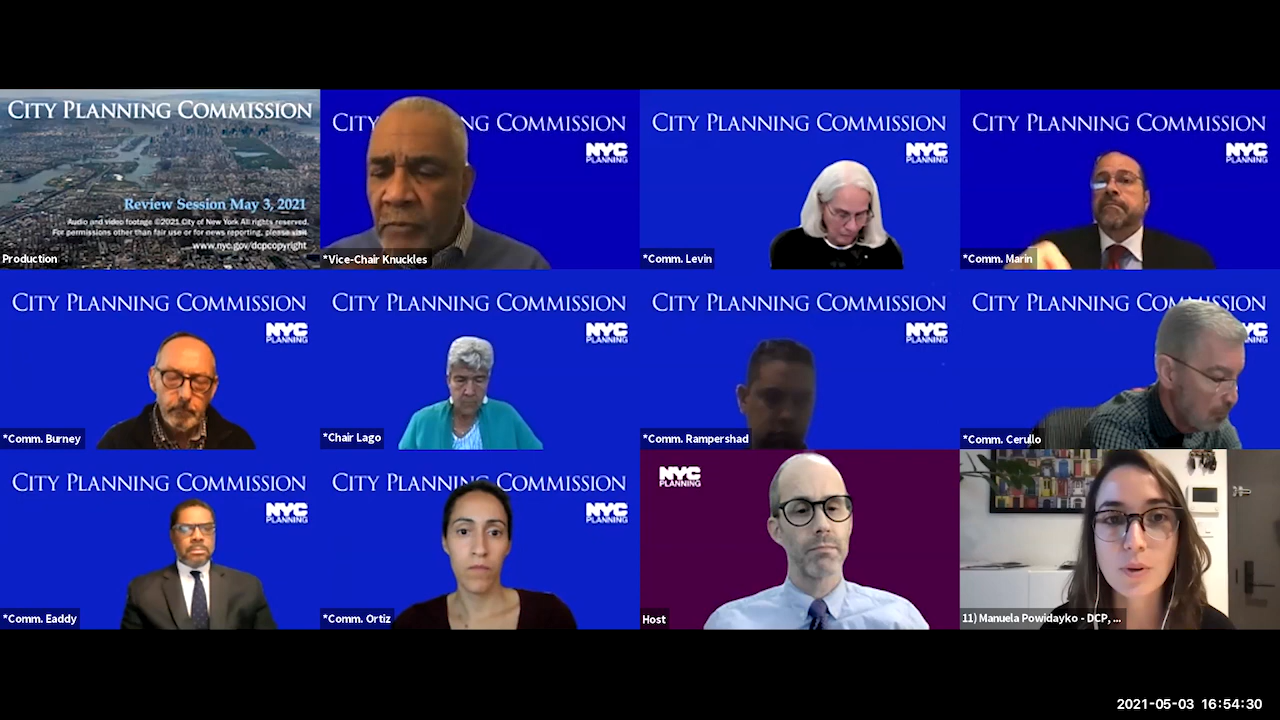 CITY PLANNING COMMISSION
Review Session May 3, 2021
Audio and video footage ©2021 City of New York All rights reserved.
For permissions other than fair use or for news reporting, please visit
www.nyc.gov/dcpcopyright
Production
CITY PLANNING COMMISSION
NYC
PLANNING
*Vice-Chair Knuckles
CITY PLANNING COMMISSION
NYC
PLANNING
*Comm. Levin
CITY PLANNING COMMISSION
NYC
PLANNING
*Comm. Marin
CITY PLANNING COMMISSION
NYC
PLANNING
*Comm. Burney
CITY PLANNING COMMISSION
NYC
PLANNING
*Chair Lago
CITY PLANNING COMMISSION
NYC
PLANNING
*Comm. Rampershad
CITY PLANNING COMMISSION
NYC
PLANNING
*Comm. Cerullo
CITY PLANNING COMMISSION
NYC
PLANNING
*Comm. Eaddy
CITY PLANNING COMMISSION
NYC
PLANNING
*Comm. Ortiz
NYC
PLANNING
Host
11) Manuela Powidayko - DCP, ...
2021-05-03 16:54:30